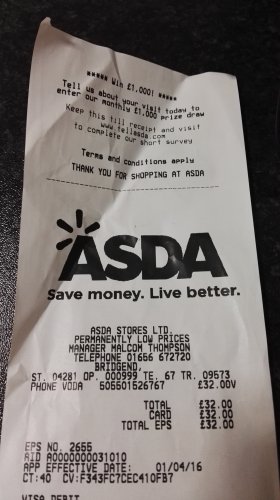 ***** Win £1,000! *****
Tell us about your visit today to
enter our monthly £1,000 prize draw
Keep this till receipt and visit
www.tellasda.com
to complete our short survey
Terms and conditions apply
THANK YOU FOR SHOPPING AT ASDA
ASDA
Save money. Live better.
ASDA STORES LTD.
PERMANENTLY LOW PRICES
MANAGER MALCOM THOMPSON
TELEPHONE 01656 672720
BRIDGEND.
ST. 04281 OP. 000999 TE. 67 TR. 09573
PHONE VODA 505501526767 £32.00V
TOTAL £32.00
CARD £32.00
TOTAL EPS £32.00
EPS NO. 2655
AID A0000000031010
APP EFFECTIVE DATE: 01/04/16
CT:40 CV:F343FC7CEC410FB7
VISA DEBIT